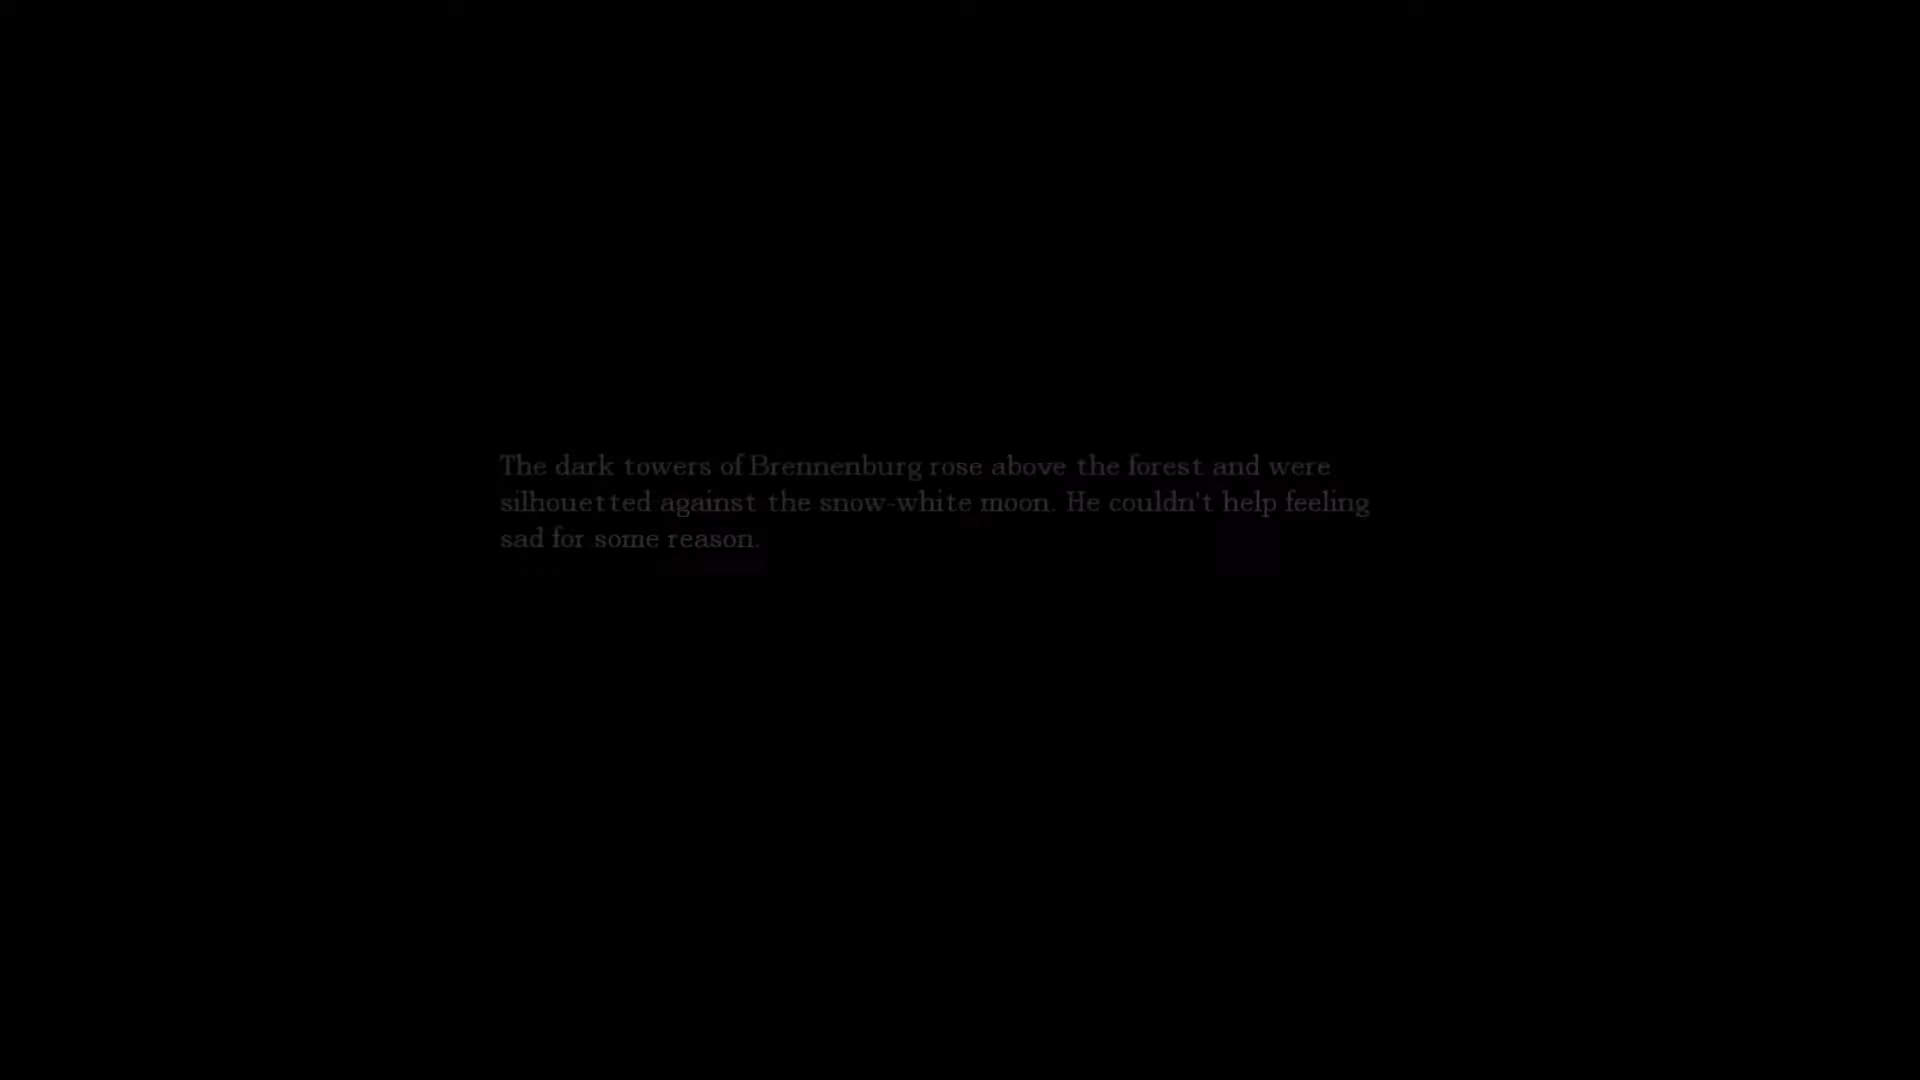 The dark towers of Brennenburg rose above the forest and were
silhouetted against the snow-white moon. He couldn't help feeling
sad for some reason.